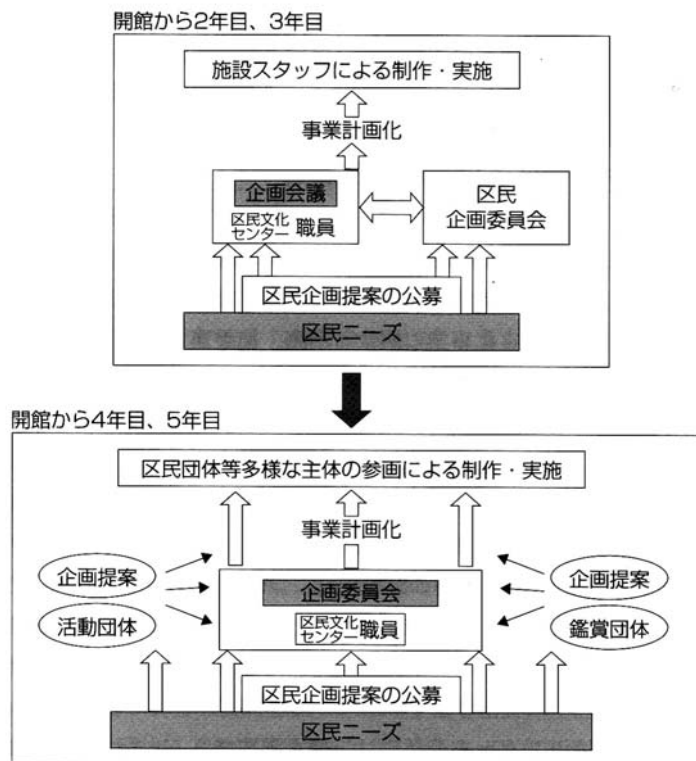 開館から2年目、3年目
施設スタッフによる制作・実施
事業計画化
企画会議
区民文化
センター 職員
区民
企画委員会
区民企画提案の公募
区民ニーズ
開館から4年目、5年目
区民団体等多様な主体の参画による制作・実施
事業計画化
企画提案
活動団体
企画委員会
区民文化
センター 職員
企画提案
鑑賞団体
区民企画提案の公募
区民ニーズ